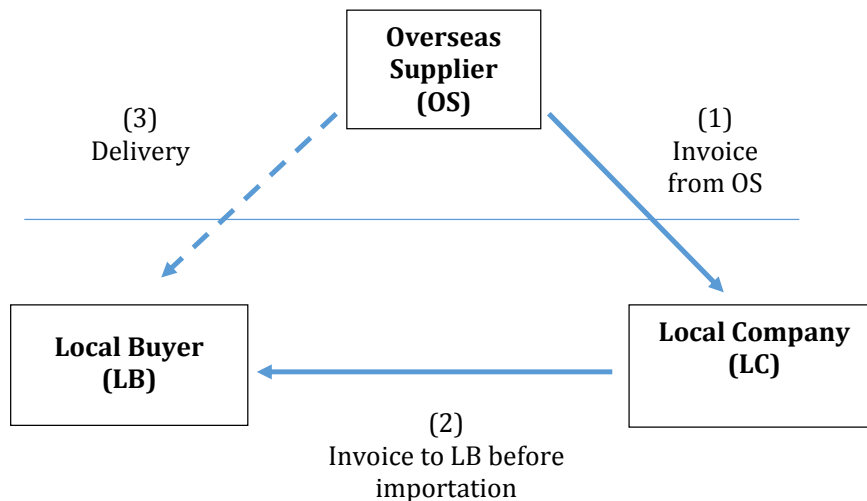 Overseas
Supplier
(OS)
(3)
Delivery
(1)
Invoice
from OS
Local Buyer
(LB)
Local Company
(LC)
(2)
Invoice to LB before
importation